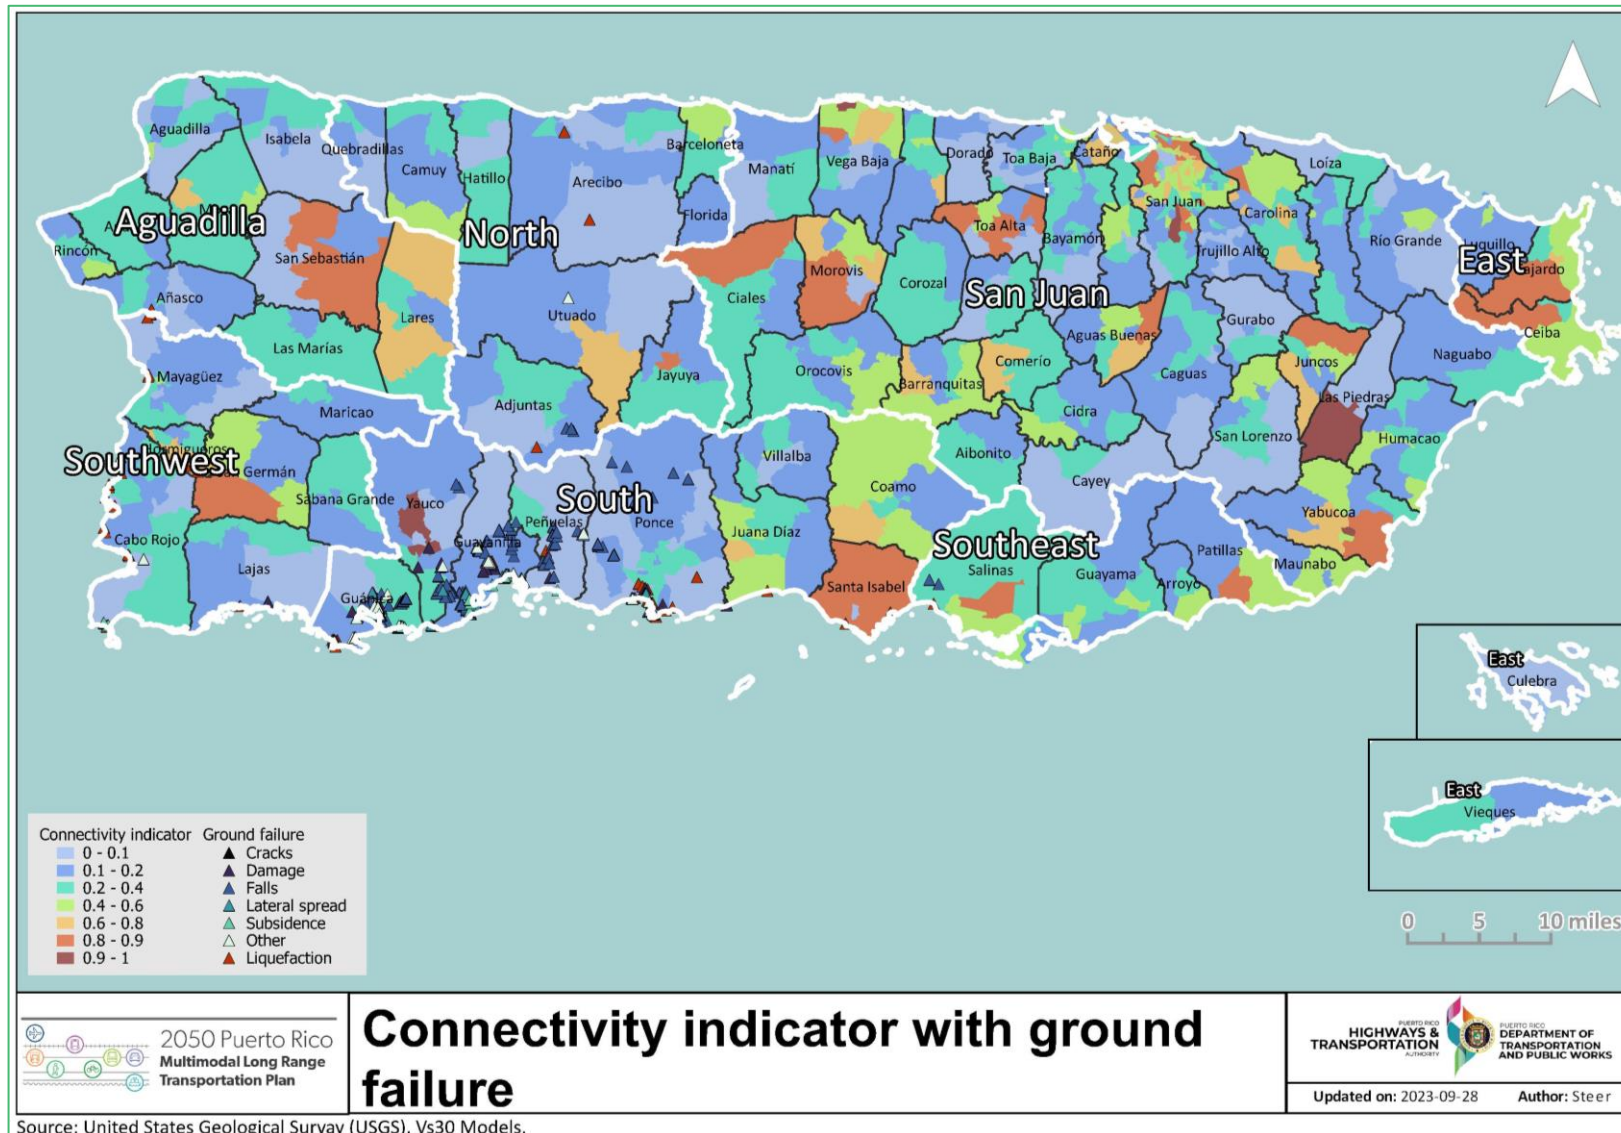 Aguadilla
Isabela
Quebradillas
Camuy
Hatillo
Arecibo
Barceloneta
Florida
Manatí
Vega Baja
Dorado
Toa Baja
Cataño
Loíza
San Juan
Carolina
Toa Alta
Bayamón
Trujillo Alto
Río Grande
East
Aguadilla
North
Rincón
San Sebastián
Morovis
Corozal
San Juan
Ciales
Añasco
Utuado
Lares
Las Marías
Gurabo
Aguas Buenas
Ceiba
Naguabo
Juncos
Mayagüez
Jayuya
Orocovis
Barranquitas
Comerío
Caguas
Las Piedras
Adjuntas
Maricao
Cidra
San Lorenzo
Humacao
Southwest
Germán
Sabana Grande
Villalba
Aibonito
Cayey
Coamo
South
Yauco
Peñuelas
Ponce
Juana Díaz
Yabucoa
Cabo Rojo
Guayanilla
Southeast
Patillas
Maunabo
Lajas
Salinas
Guayama
Arroyo
Santa Isabel
Guánica
East
Culebra
East
Vieques
Connectivity indicator Ground failure
0 - 0.1 Cracks
0.1 - 0.2 Damage
0.2 - 0.4 Falls
0.4 - 0.6 Lateral spread
0.6 - 0.8 Subsidence
0.8 - 0.9 Other
0.9 - 1 Liquefaction
0 5 10 miles
2050 Puerto Rico
Multimodal Long Range
Transportation Plan
Connectivity indicator with ground
failure
PUERTO RICO
HIGHWAYS &
TRANSPORTATION
AUTHORITY
PUERTO RICO
DEPARTMENT OF
TRANSPORTATION
AND PUBLIC WORKS
Updated on: 2023-09-28 Author: Steer
Source: United States Geological Survay (USGS). Vs30 Models.